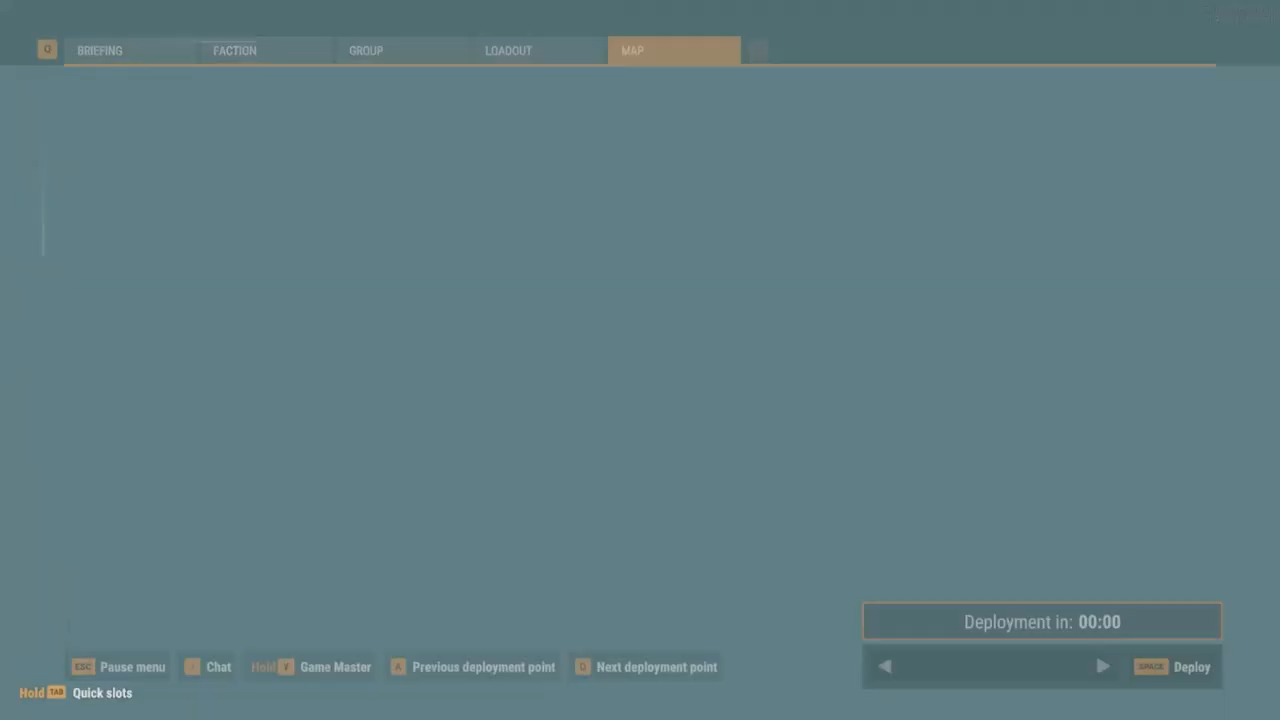 Q BRIEFING FACTION GROUP LOADOUT MAP
Deployment in: 00:00
ESC Pause menu Chat Hold Y Game Master A Previous deployment point D Next deployment point SPACE Deploy
Hold TAB Quick slots